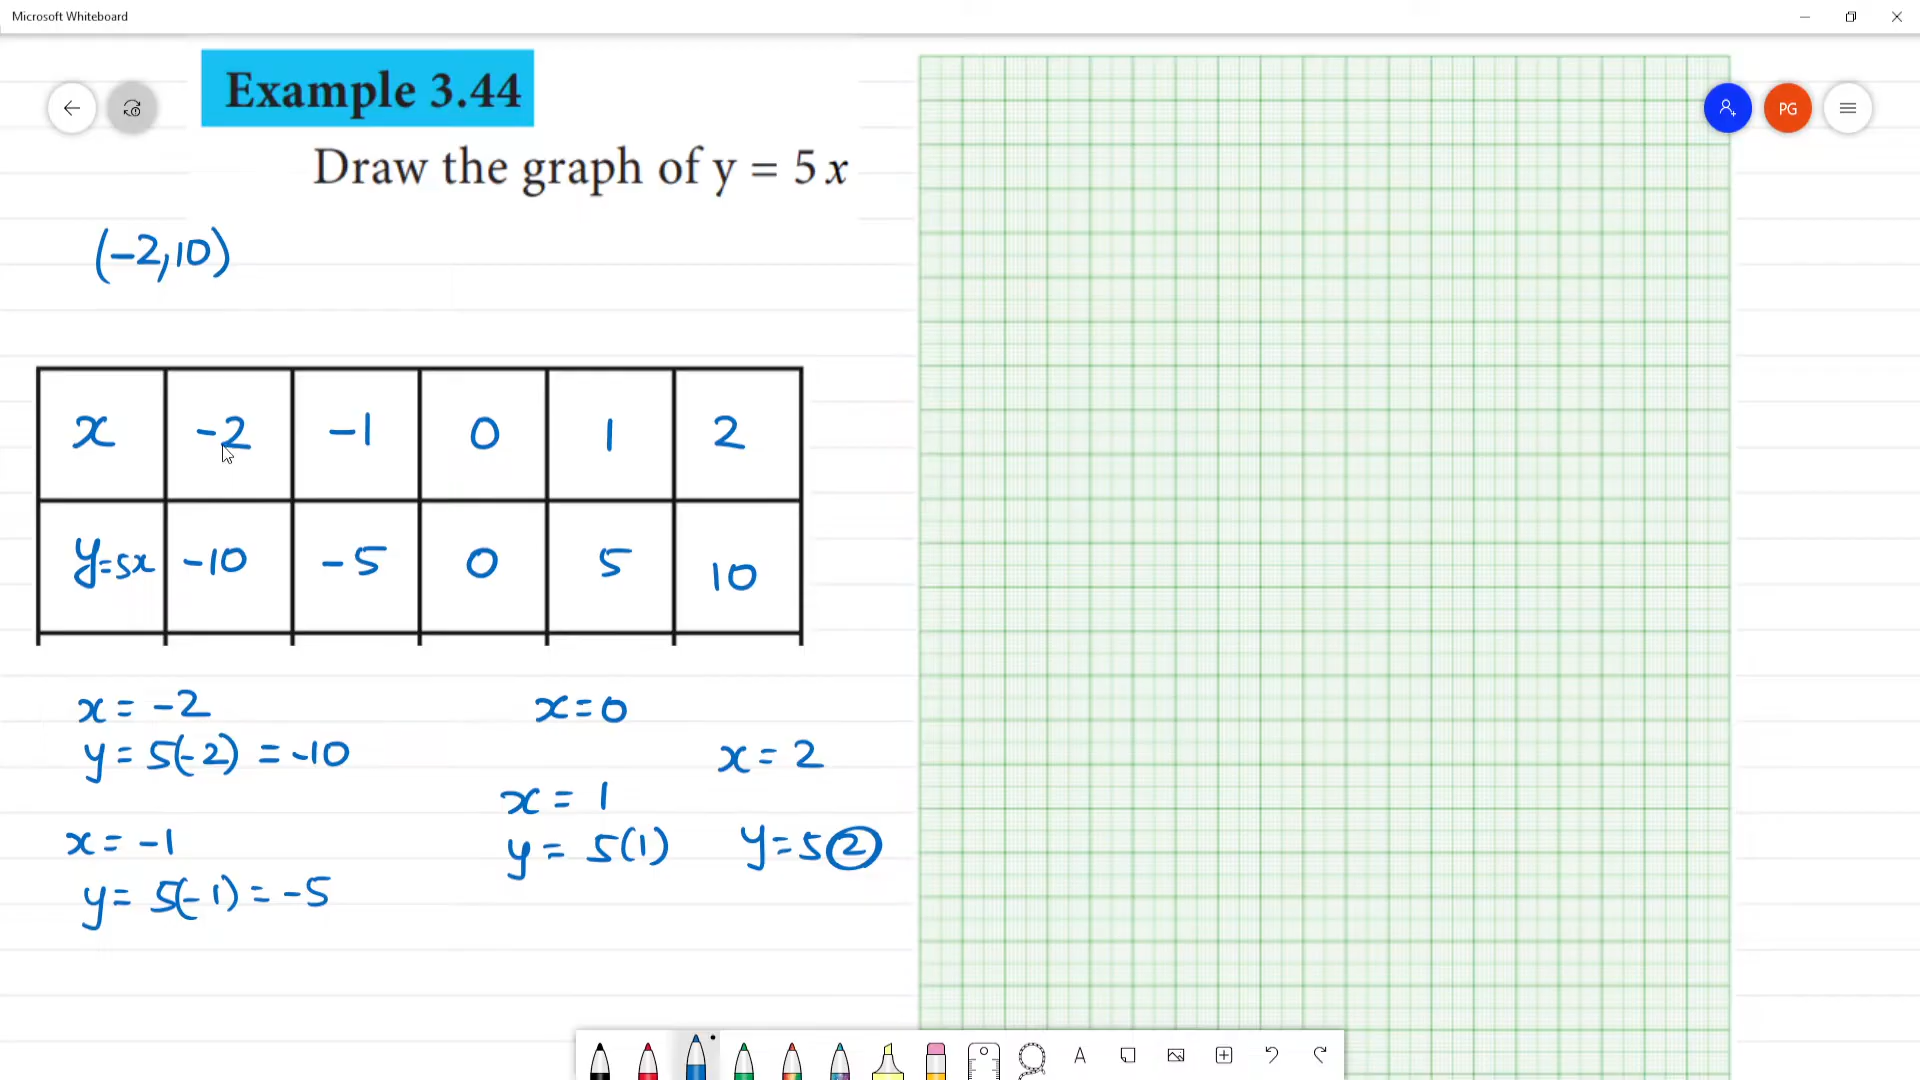 Microsoft Whiteboard
Example 3.44
PG
Draw the graph of y = 5x
(-2,10)
x -2 -1 0 1 2
y=5x -10 -5 0 5 10
x = -2
y = 5(-2) = -10
x = -1
y = 5(-1) = -5
x=0
x = 1
y = 5(1)
x = 2
y=5(2)
A